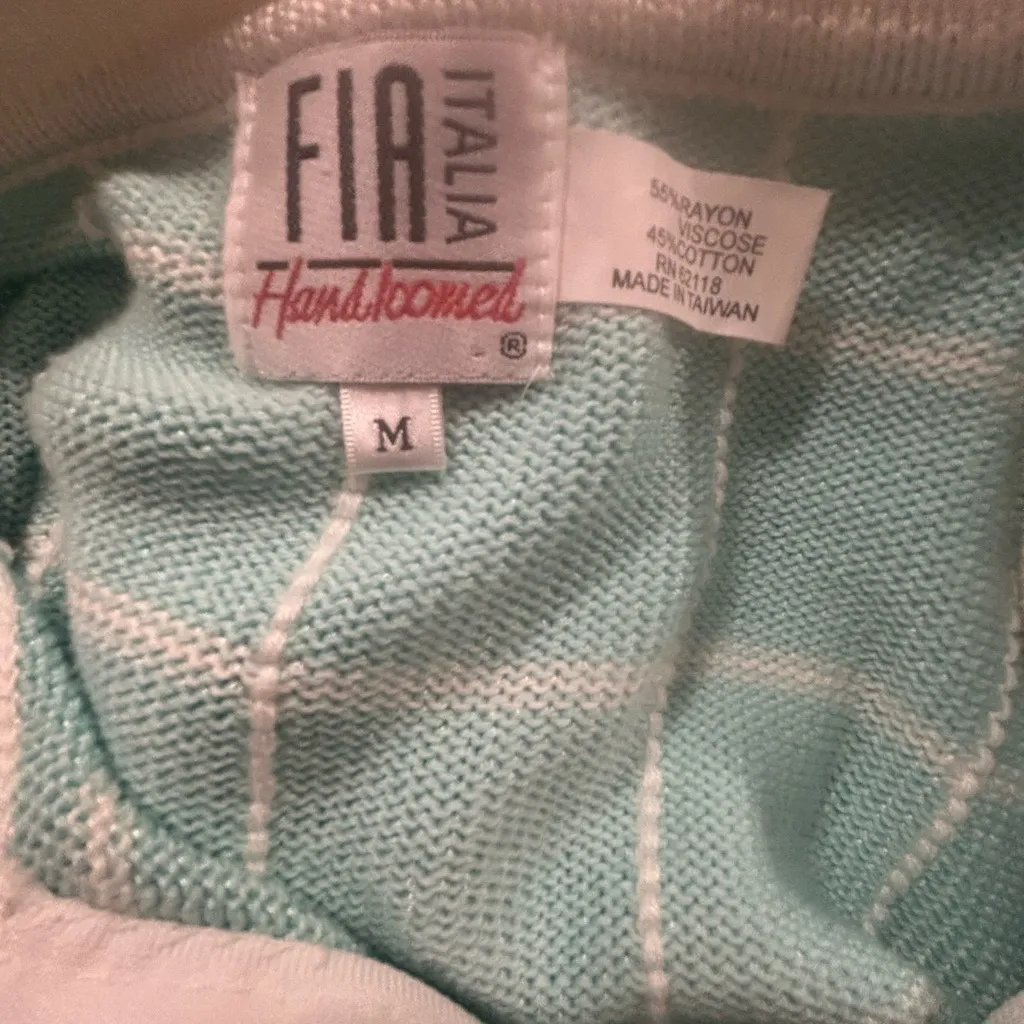 FIA ITALIA
Handloomed
®
M
55%RAYON
VISCOSE
45%COTTON
RN 62118
MADE IN TAIWAN